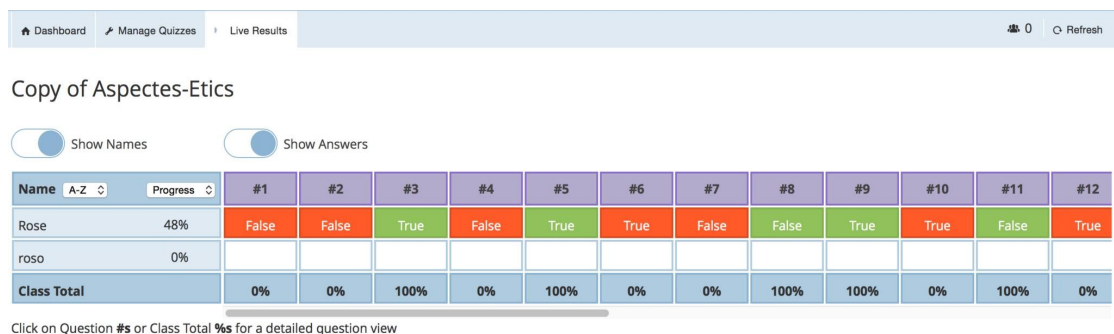 Dashboard Manage Quizzes Live Results 0 Refresh
Copy of Aspectes-Etics
Show Names Show Answers
Name A-Z Progress #1 #2 #3 #4 #5 #6 #7 #8 #9 #10 #11 #12
Rose 48% False False True False True True False False True True False True
roso 0%
Class Total 0% 0% 100% 0% 100% 0% 0% 100% 100% 0% 100% 0%
Click on Question #s or Class Total %s for a detailed question view